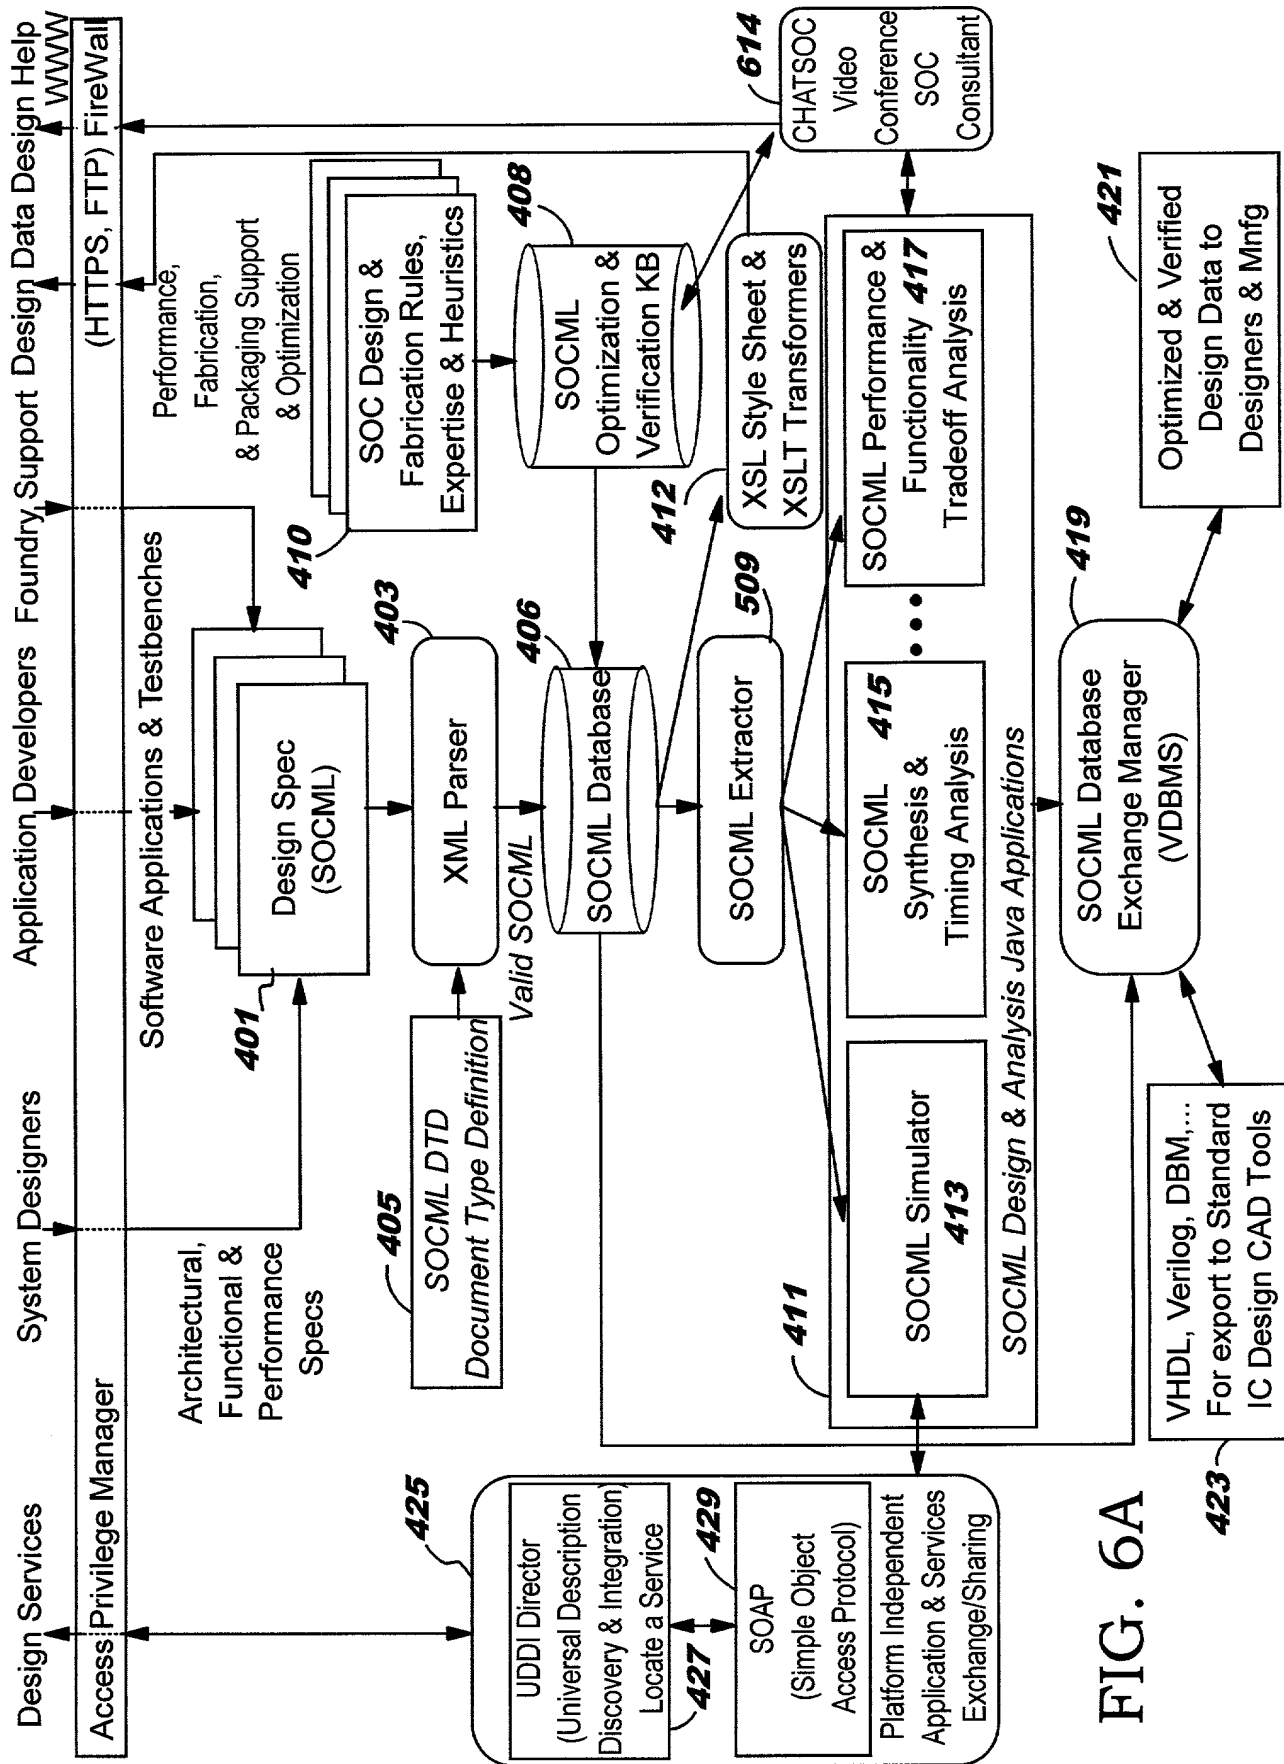 Design Services
System Designers
Application Developers
Foundry Support
Design Data
Design Help
WWW
Access Privilege Manager
(HTTPS, FTP) FireWall
Architectural,
Functional &
Performance
Specs
Software Applications & Testbenches
Performance,
Fabrication,
& Packaging Support
& Optimization
401
Design Spec
(SOCML)
410
SOC Design &
Fabrication Rules,
Expertise & Heuristics
405
SOCML DTD
Document Type Definition
403
XML Parser
Valid SOCML
406
SOCML Database
408
SOCML
Optimization &
Verification KB
614
CHATSOC
Video
Conference
SOC
Consultant
425
UDDI Director
(Universal Description
Discovery & Integration)
Locate a Service
427
429
SOAP
(Simple Object
Access Protocol)
Platform Independent
Application & Services
Exchange/Sharing
509
SOCML Extractor
412
XSL Style Sheet &
XSLT Transformers
411
SOCML Simulator
413
SOCML 415
Synthesis &
Timing Analysis
SOCML Performance &
Functionality 417
Tradeoff Analysis
SOCML Design & Analysis Java Applications
419
SOCML Database
Exchange Manager
(VDBMS)
421
Optimized & Verified
Design Data to
Designers & Mnfg
423
VHDL, Verilog, DBM,...
For export to Standard
IC Design CAD Tools
FIG. 6A